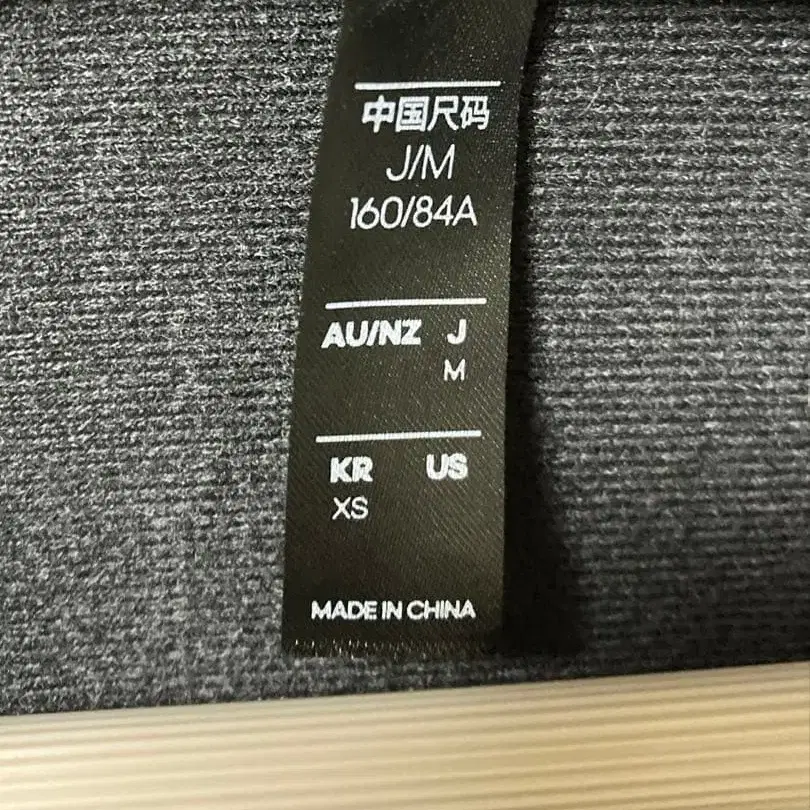 中国尺码
J/M
160/84A
AU/NZ J
M
KR US
XS
MADE IN CHINA